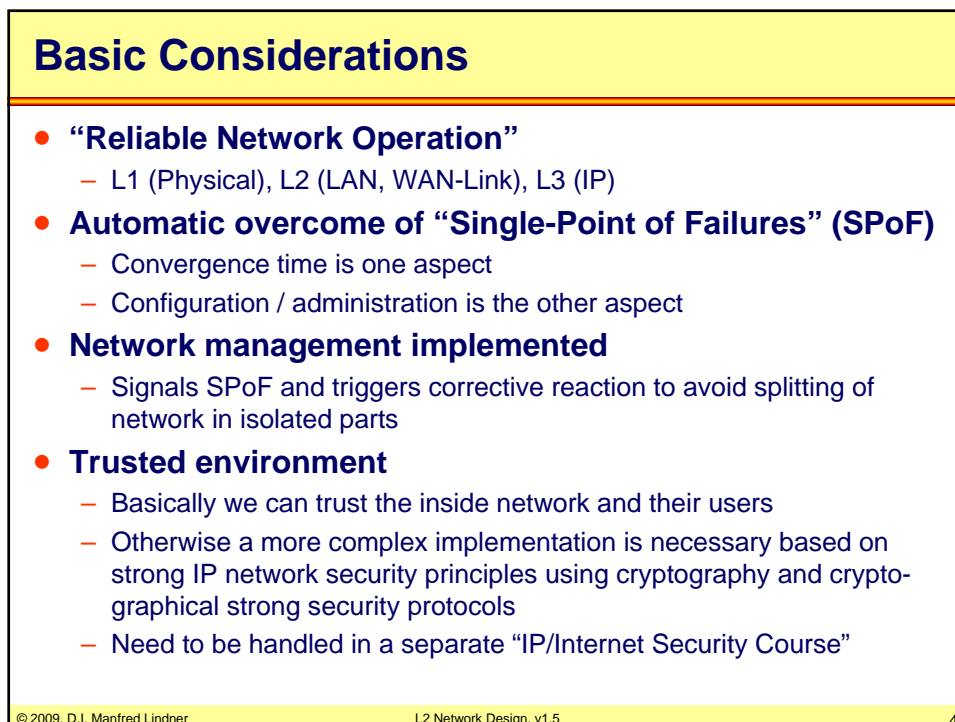 Basic Considerations
• “Reliable Network Operation”
– L1 (Physical), L2 (LAN, WAN-Link), L3 (IP)
• Automatic overcome of “Single-Point of Failures” (SPoF)
– Convergence time is one aspect
– Configuration / administration is the other aspect
• Network management implemented
– Signals SPoF and triggers corrective reaction to avoid splitting of
network in isolated parts
• Trusted environment
– Basically we can trust the inside network and their users
– Otherwise a more complex implementation is necessary based on
strong IP network security principles using cryptography and crypto-
graphical strong security protocols
– Need to be handled in a separate “IP/Internet Security Course”
© 2009, D.I. Manfred Lindner L2 Network Design, v1.5 4